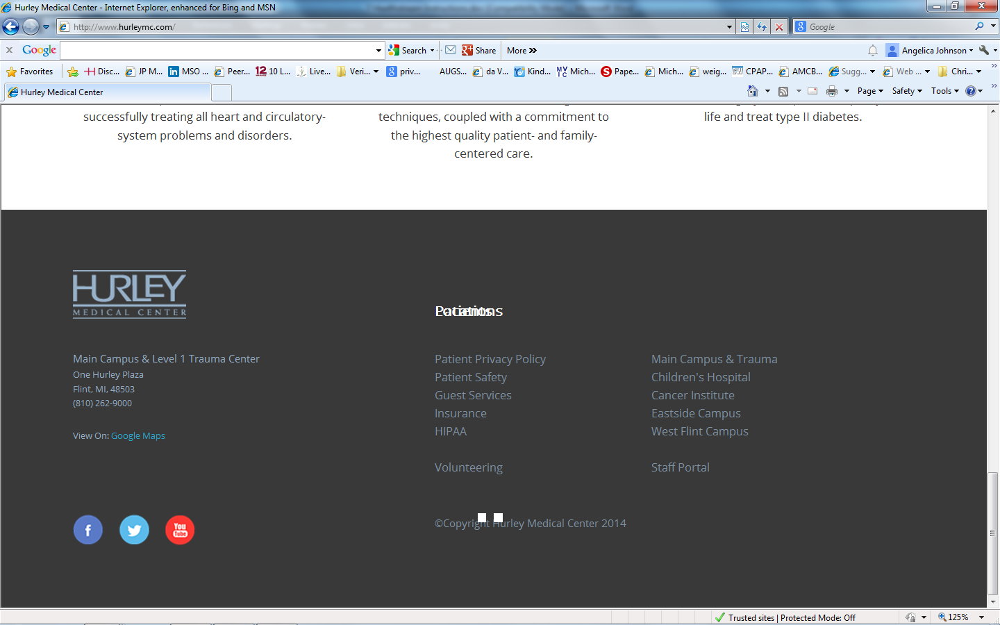 Hurley Medical Center - Internet Explorer, enhanced for Bing and MSN
http://www.hurleymc.com/
Google
Google Search Share More » Angelica Johnson
Favorites Disc... JP M... MSO ... Peer... 10 L... Live... Veri... priv... AUGS... da V... Kind... Mich... Pape... Mich... weig... CPAP... AMCB... Sugg... Web ... Chri...
Hurley Medical Center
Page Safety Tools
successfully treating all heart and circulatory-
system problems and disorders.
techniques, coupled with a commitment to
the highest quality patient- and family-
centered care.
life and treat type II diabetes.
HURLEY
MEDICAL CENTER
Main Campus & Level 1 Trauma Center
One Hurley Plaza
Flint, MI, 48503
(810) 262-9000
View On: Google Maps
Patients
Locations
Patient Privacy Policy
Patient Safety
Guest Services
Insurance
HIPAA
Volunteering
Main Campus & Trauma
Children's Hospital
Cancer Institute
Eastside Campus
West Flint Campus
Staff Portal
You
Tube
©Copyright Hurley Medical Center 2014
Trusted sites | Protected Mode: Off
125%